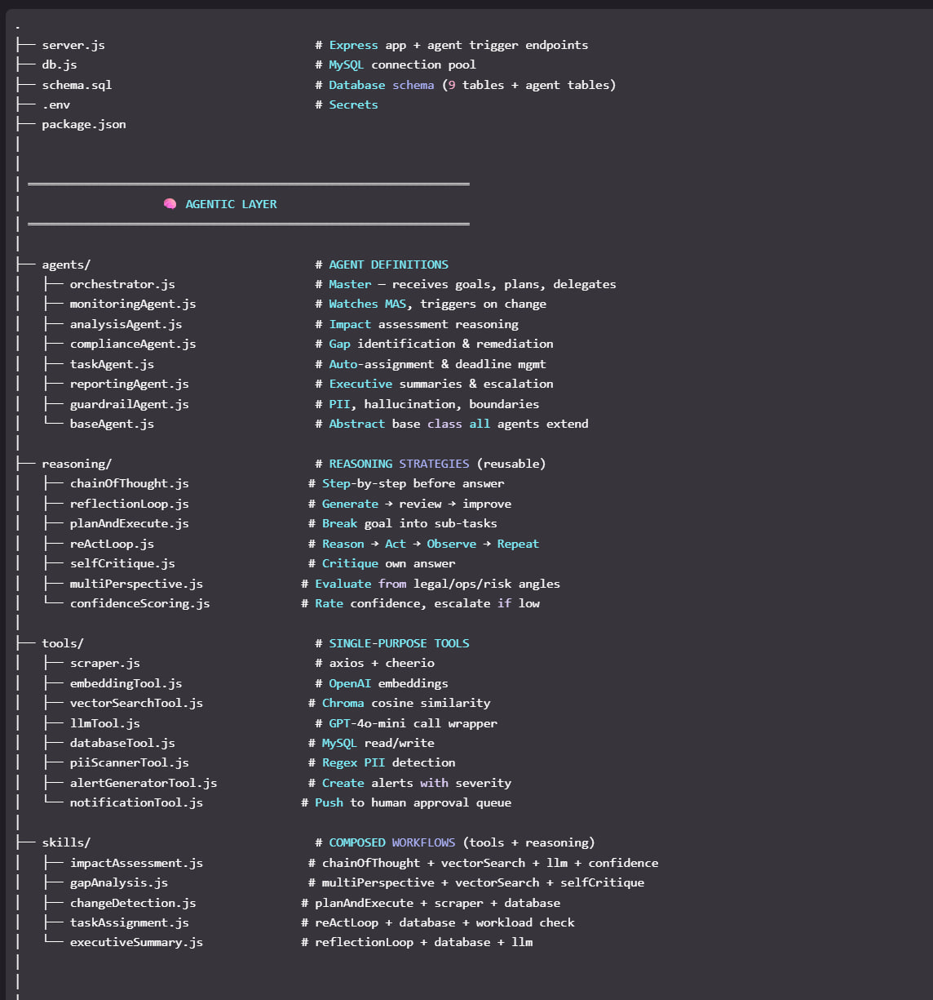 .
├── server.js                              # Express app + agent trigger endpoints
├── db.js                                  # MySQL connection pool
├── schema.sql                             # Database schema (9 tables + agent tables)
├── .env                                   # Secrets
├── package.json
│
│
│ ═══════════════════════════════════════════════════════════════
│                    🧠 AGENTIC LAYER
│ ═══════════════════════════════════════════════════════════════
│
├── agents/                                # AGENT DEFINITIONS
│   ├── orchestrator.js                    # Master — receives goals, plans, delegates
│   ├── monitoringAgent.js                 # Watches MAS, triggers on change
│   ├── analysisAgent.js                   # Impact assessment reasoning
│   ├── complianceAgent.js                 # Gap identification & remediation
│   ├── taskAgent.js                       # Auto-assignment & deadline mgmt
│   ├── reportingAgent.js                  # Executive summaries & escalation
│   ├── guardrailAgent.js                  # PII, hallucination, boundaries
│   └── baseAgent.js                       # Abstract base class all agents extend
│
├── reasoning/                             # REASONING STRATEGIES (reusable)
│   ├── chainOfThought.js                 # Step-by-step before answer
│   ├── reflectionLoop.js                 # Generate → review → improve
│   ├── planAndExecute.js                 # Break goal into sub-tasks
│   ├── reActLoop.js                      # Reason → Act → Observe → Repeat
│   ├── selfCritique.js                   # Critique own answer
│   ├── multiPerspective.js              # Evaluate from legal/ops/risk angles
│   └── confidenceScoring.js             # Rate confidence, escalate if low
│
├── tools/                                 # SINGLE-PURPOSE TOOLS
│   ├── scraper.js                         # axios + cheerio
│   ├── embeddingTool.js                   # OpenAI embeddings
│   ├── vectorSearchTool.js               # Chroma cosine similarity
│   ├── llmTool.js                         # GPT-4o-mini call wrapper
│   ├── databaseTool.js                   # MySQL read/write
│   ├── piiScannerTool.js                 # Regex PII detection
│   ├── alertGeneratorTool.js             # Create alerts with severity
│   └── notificationTool.js              # Push to human approval queue
│
├── skills/                                # COMPOSED WORKFLOWS (tools + reasoning)
│   ├── impactAssessment.js               # chainOfThought + vectorSearch + llm + confidence
│   ├── gapAnalysis.js                    # multiPerspective + vectorSearch + selfCritique
│   ├── changeDetection.js               # planAndExecute + scraper + database
│   ├── taskAssignment.js                # reActLoop + database + workload check
│   └── executiveSummary.js              # reflectionLoop + database + llm
│
│